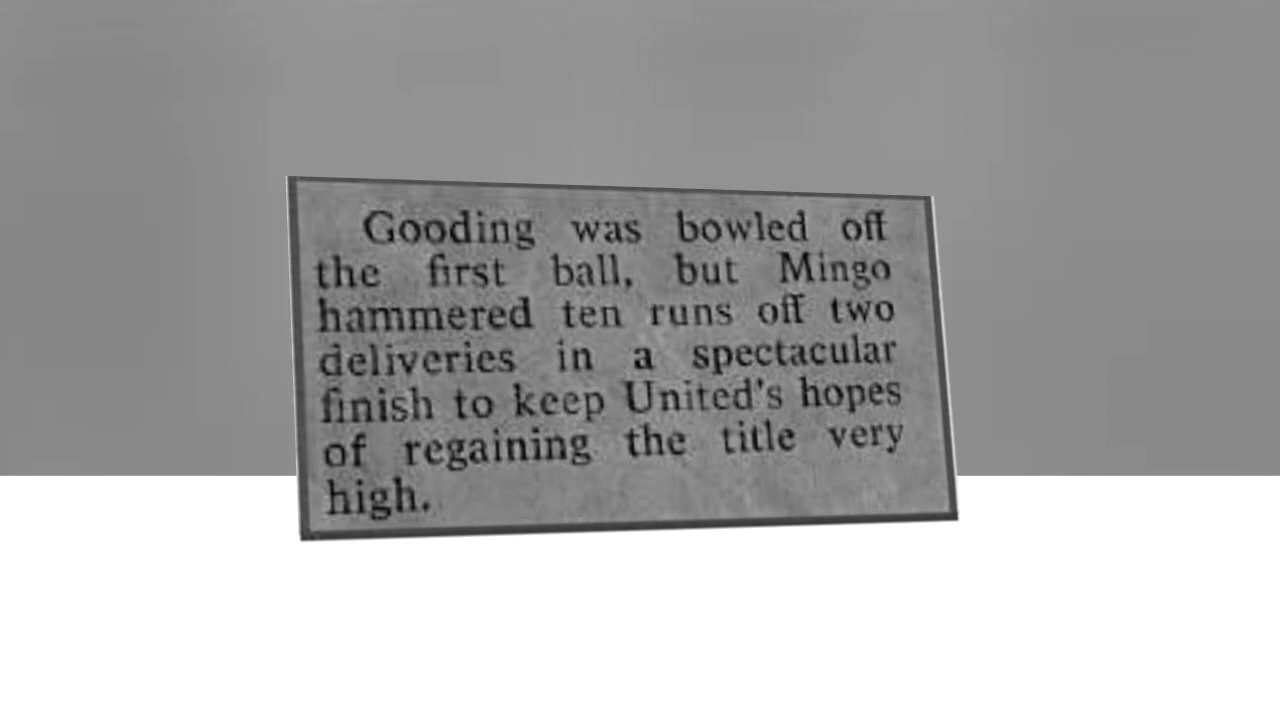 Gooding was bowled off
the first ball, but Mingo
hammered ten runs off two
deliveries in a spectacular
finish to keep United's hopes
of regaining the title very
high.